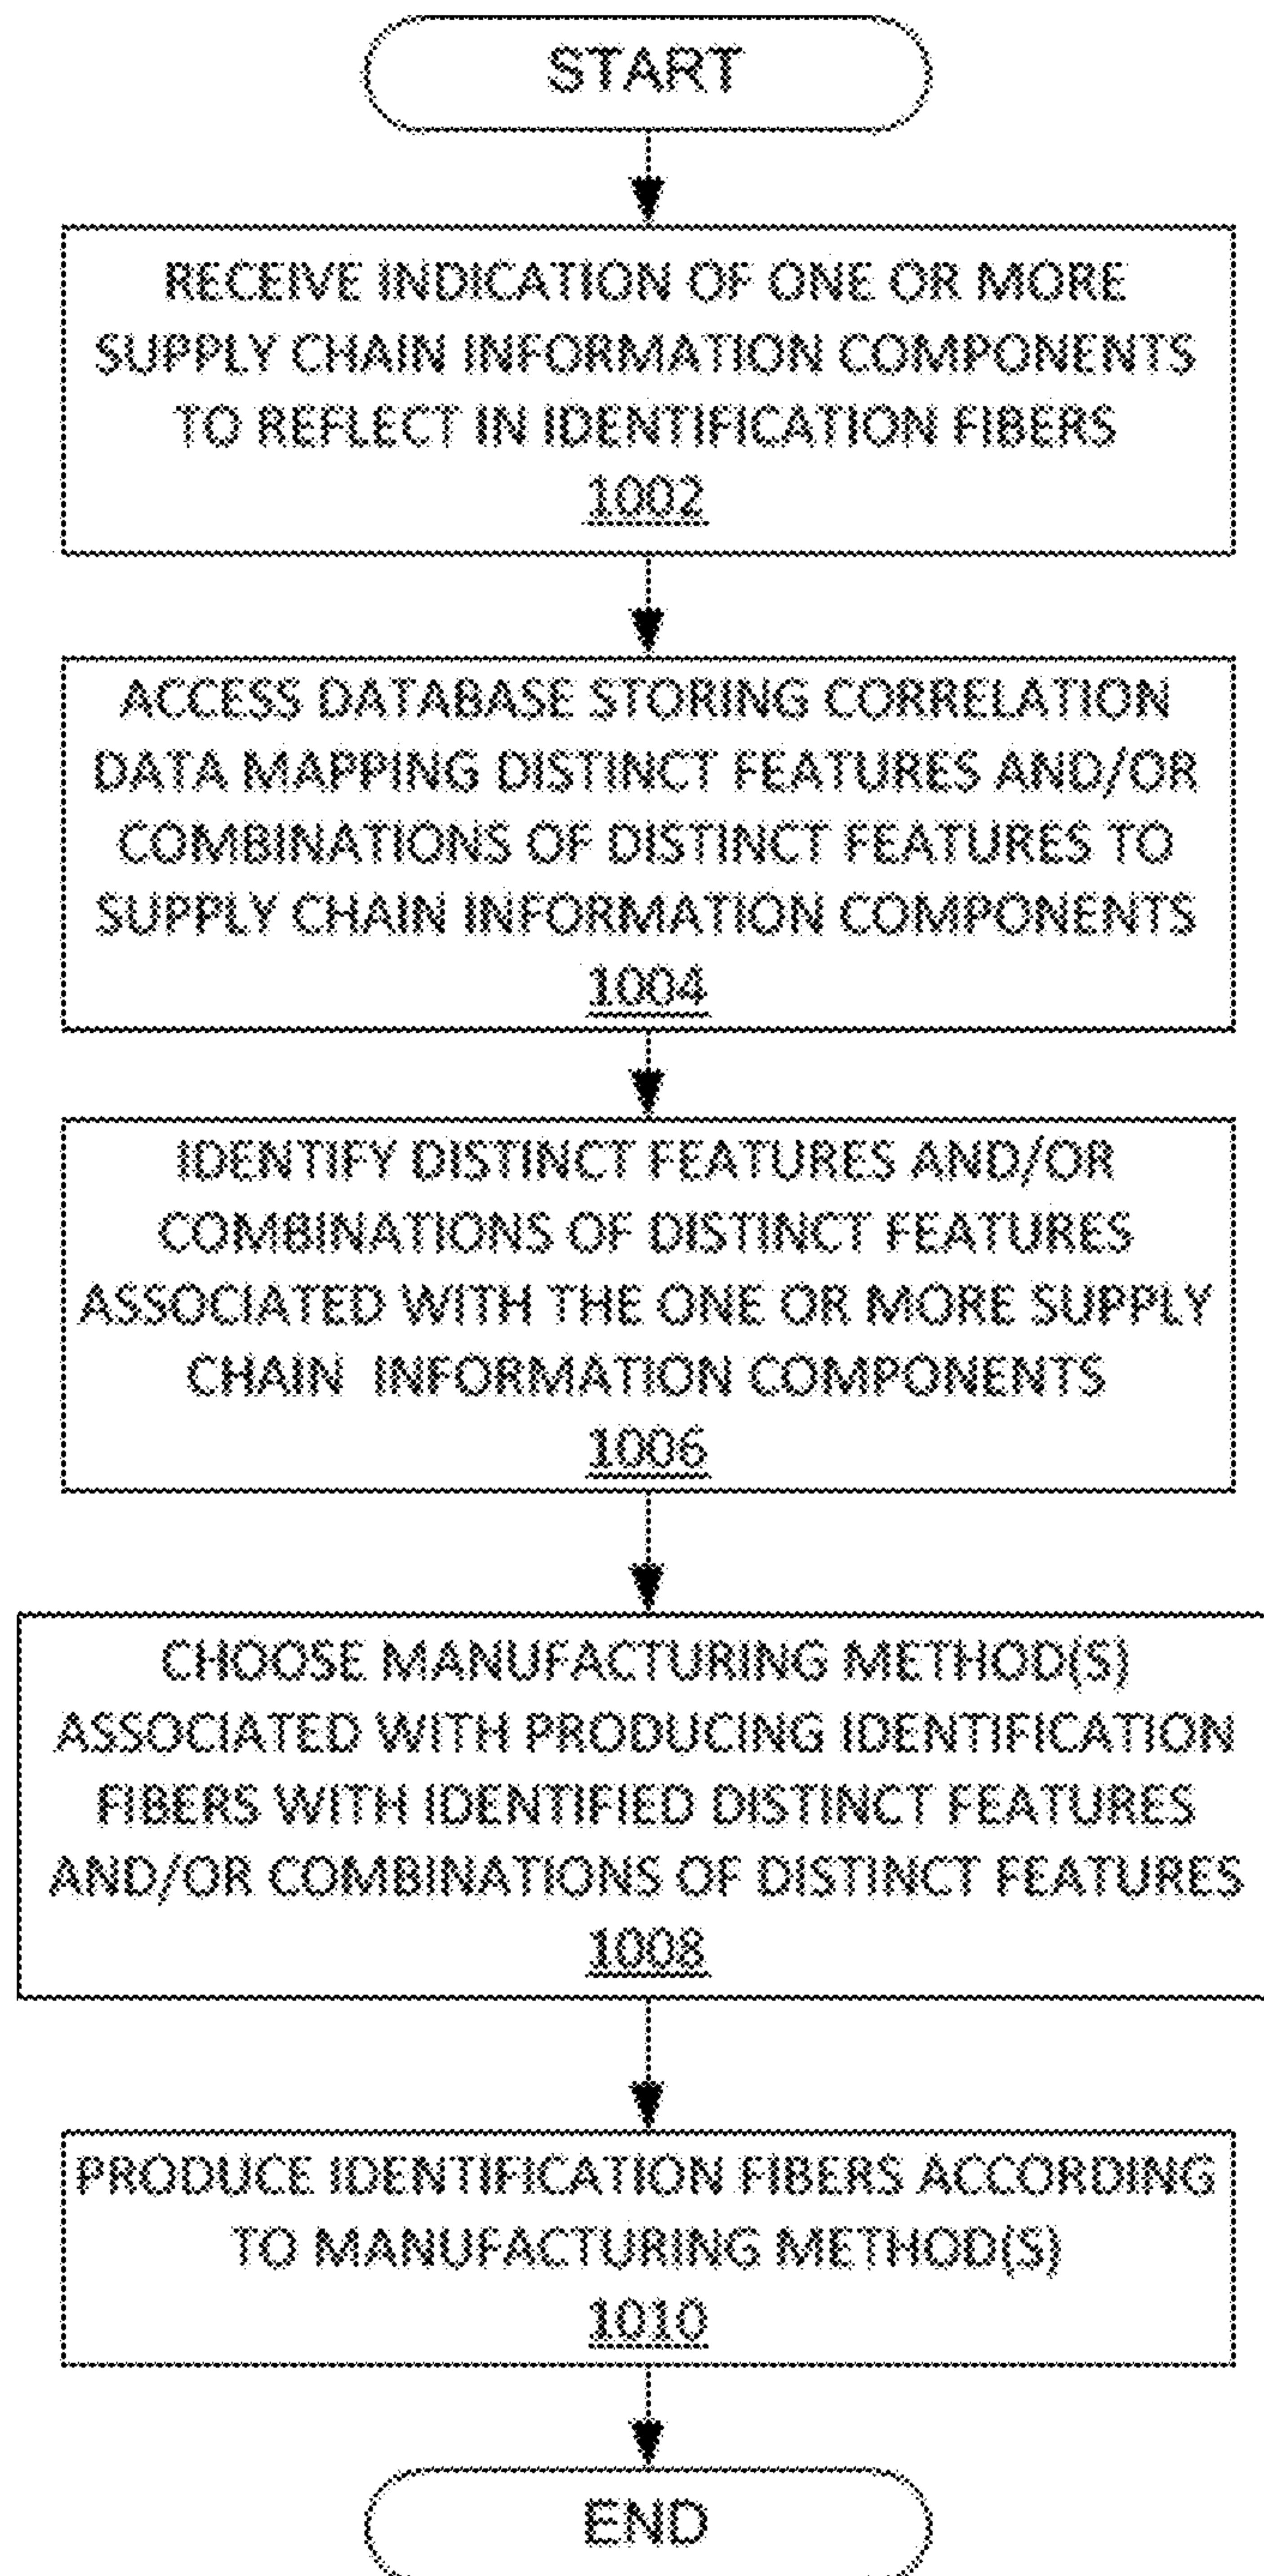 START
RECEIVE INDICATION OF ONE OR MORE
SUPPLY CHAIN INFORMATION COMPONENTS
TO REFLECT IN IDENTIFICATION FIBERS
1002
ACCESS DATABASE STORING CORRELATION
DATA MAPPING DISTINCT FEATURES AND/OR
COMBINATIONS OF DISTINCT FEATURES TO
SUPPLY CHAIN INFORMATION COMPONENTS
1004
IDENTIFY DISTINCT FEATURES AND/OR
COMBINATIONS OF DISTINCT FEATURES
ASSOCIATED WITH THE ONE OR MORE SUPPLY
CHAIN INFORMATION COMPONENTS
1006
CHOOSE MANUFACTURING METHOD(S)
ASSOCIATED WITH PRODUCING IDENTIFICATION
FIBERS WITH IDENTIFIED DISTINCT FEATURES
AND/OR COMBINATIONS OF DISTINCT FEATURES
1008
PRODUCE IDENTIFICATION FIBERS ACCORDING
TO MANUFACTURING METHOD(S)
1010
END